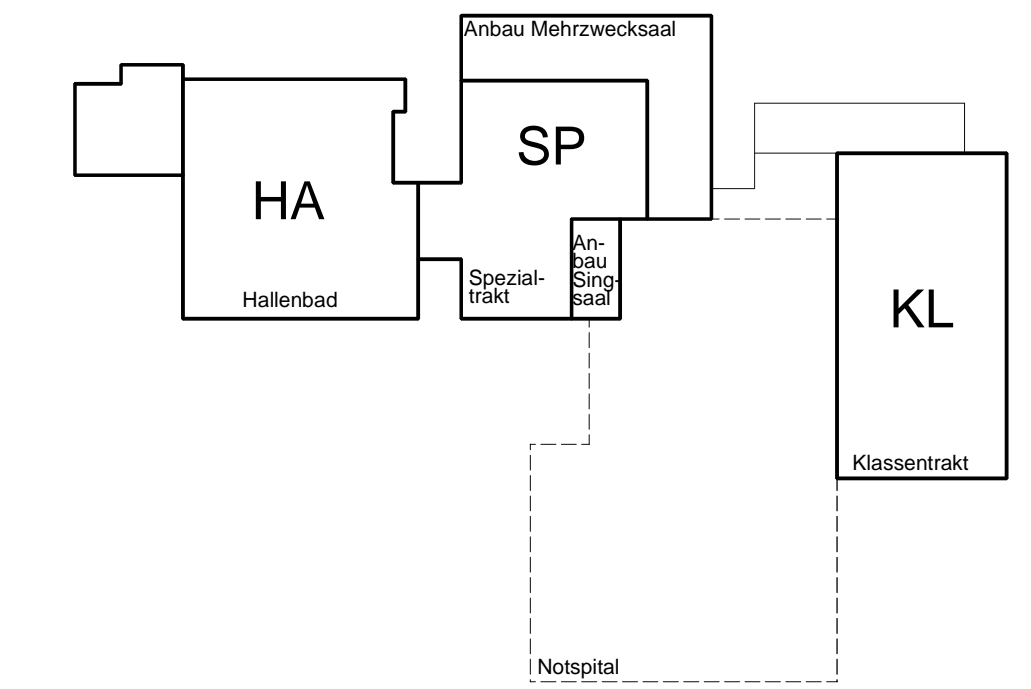 Anbau Mehrzwecksaal
SP
HA
An-
bau
Sing-
saal
Spezial-
trakt
Hallenbad
KL
Klassentrakt
Notspital